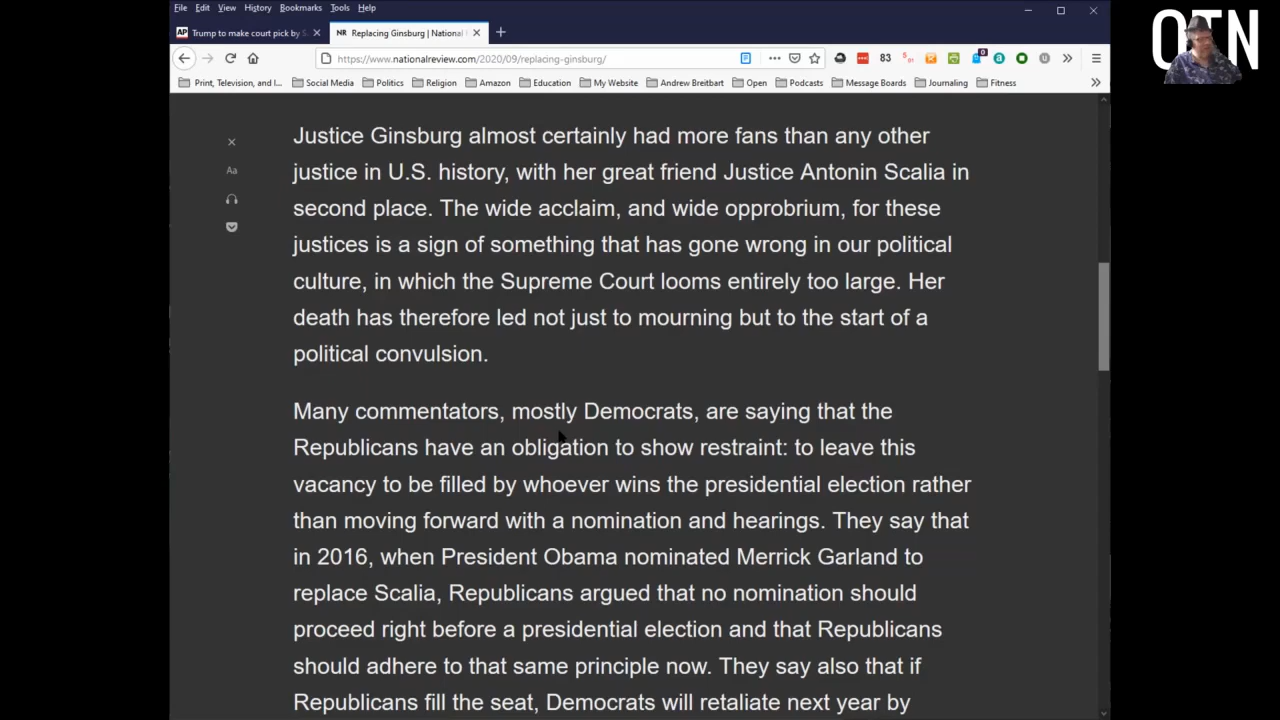 File Edit View History Bookmarks Tools Help
AP Trump to make court pick by S
NR Replacing Ginsburg | National
https://www.nationalreview.com/2020/09/replacing-ginsburg/
83
0
Print, Television, and I... Social Media Politics Religion Amazon Education My Website Andrew Breitbart Open Podcasts Message Boards Journaling Fitness
OTN
Aa
Justice Ginsburg almost certainly had more fans than any other
justice in U.S. history, with her great friend Justice Antonin Scalia in
second place. The wide acclaim, and wide opprobrium, for these
justices is a sign of something that has gone wrong in our political
culture, in which the Supreme Court looms entirely too large. Her
death has therefore led not just to mourning but to the start of a
political convulsion.
Many commentators, mostly Democrats, are saying that the
Republicans have an obligation to show restraint: to leave this
vacancy to be filled by whoever wins the presidential election rather
than moving forward with a nomination and hearings. They say that
in 2016, when President Obama nominated Merrick Garland to
replace Scalia, Republicans argued that no nomination should
proceed right before a presidential election and that Republicans
should adhere to that same principle now. They say also that if
Republicans fill the seat, Democrats will retaliate next year by